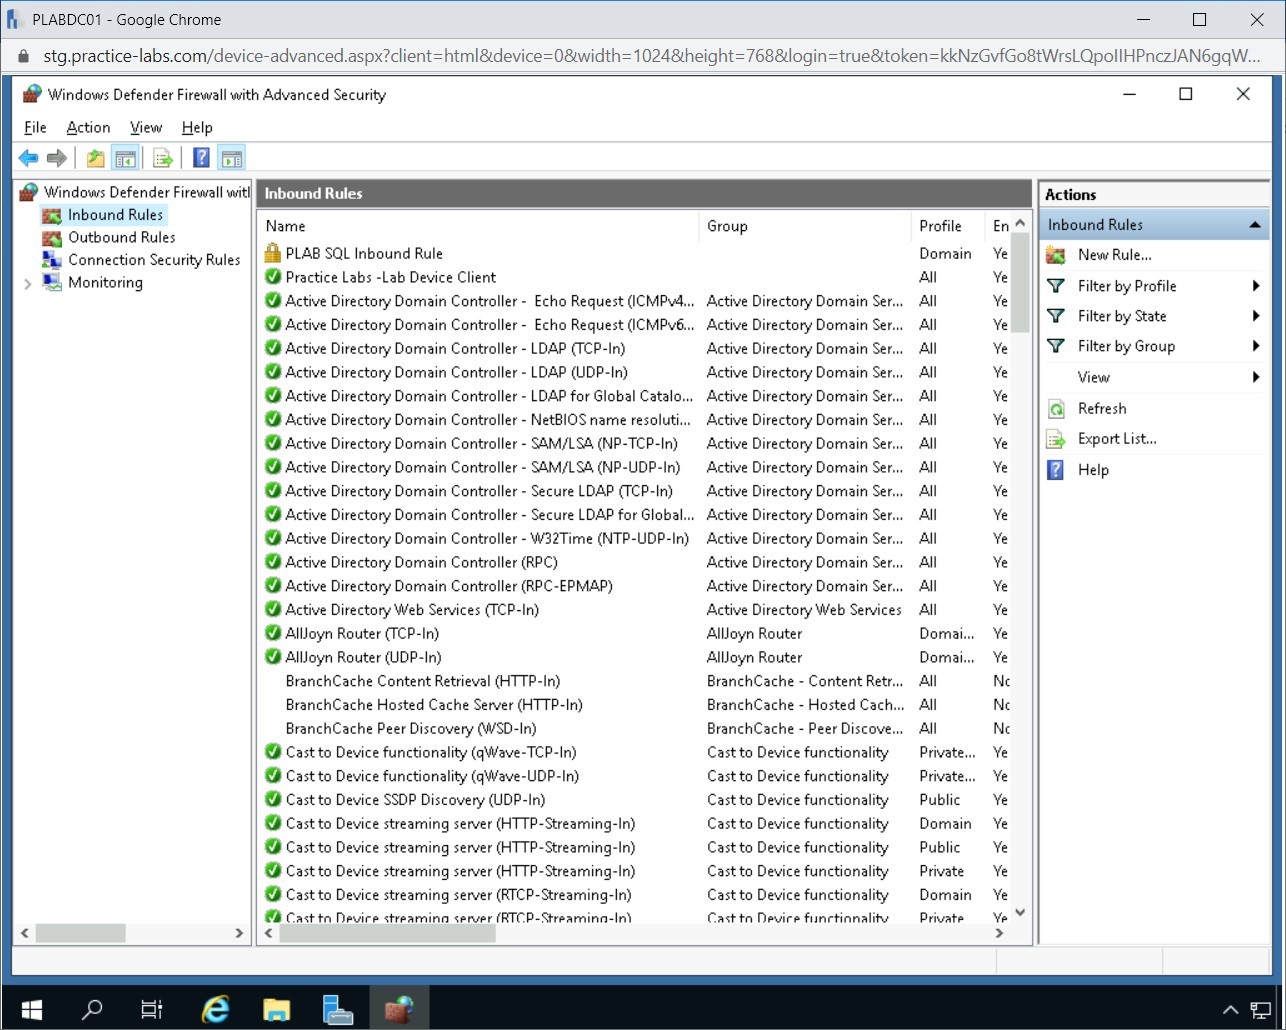 PLABDC01 - Google Chrome
stg.practice-labs.com/device-advanced.aspx?client=html&device=0&width=1024&height=768&login=true&token=kkNzGvfGo8tWrsLQpoIIHPnczJAN6gqW...
Windows Defender Firewall with Advanced Security
File Action View Help
Windows Defender Firewall with
Inbound Rules
Outbound Rules
Connection Security Rules
Monitoring
Inbound Rules
Name Group Profile En
PLAB SQL Inbound Rule Domain Ye
Practice Labs -Lab Device Client All Ye
Active Directory Domain Controller - Echo Request (ICMPv4... Active Directory Domain Ser... All Ye
Active Directory Domain Controller - Echo Request (ICMPv6... Active Directory Domain Ser... All Ye
Active Directory Domain Controller - LDAP (TCP-In) Active Directory Domain Ser... All Ye
Active Directory Domain Controller - LDAP (UDP-In) Active Directory Domain Ser... All Ye
Active Directory Domain Controller - LDAP for Global Catalo... Active Directory Domain Ser... All Ye
Active Directory Domain Controller - NetBIOS name resoluti... Active Directory Domain Ser... All Ye
Active Directory Domain Controller - SAM/LSA (NP-TCP-In) Active Directory Domain Ser... All Ye
Active Directory Domain Controller - SAM/LSA (NP-UDP-In) Active Directory Domain Ser... All Ye
Active Directory Domain Controller - Secure LDAP (TCP-In) Active Directory Domain Ser... All Ye
Active Directory Domain Controller - Secure LDAP for Global... Active Directory Domain Ser... All Ye
Active Directory Domain Controller - W32Time (NTP-UDP-In) Active Directory Domain Ser... All Ye
Active Directory Domain Controller (RPC) Active Directory Domain Ser... All Ye
Active Directory Domain Controller (RPC-EPMAP) Active Directory Domain Ser... All Ye
Active Directory Web Services (TCP-In) Active Directory Web Services All Ye
AllJoyn Router (TCP-In) AllJoyn Router Domai... Ye
AllJoyn Router (UDP-In) AllJoyn Router Domai... Ye
BranchCache Content Retrieval (HTTP-In) BranchCache - Content Retr... All No
BranchCache Hosted Cache Server (HTTP-In) BranchCache - Hosted Cach... All No
BranchCache Peer Discovery (WSD-In) BranchCache - Peer Discove... All No
Cast to Device functionality (qWave-TCP-In) Cast to Device functionality Private... Ye
Cast to Device functionality (qWave-UDP-In) Cast to Device functionality Private... Ye
Cast to Device SSDP Discovery (UDP-In) Cast to Device functionality Public Ye
Cast to Device streaming server (HTTP-Streaming-In) Cast to Device functionality Domain Ye
Cast to Device streaming server (HTTP-Streaming-In) Cast to Device functionality Public Ye
Cast to Device streaming server (HTTP-Streaming-In) Cast to Device functionality Private Ye
Cast to Device streaming server (RTCP-Streaming-In) Cast to Device functionality Domain Ye
Cast to Device streaming server (RTCP-Streaming-In) Cast to Device functionality Private Ye
Actions
Inbound Rules
New Rule...
Filter by Profile
Filter by State
Filter by Group
View
Refresh
Export List...
Help